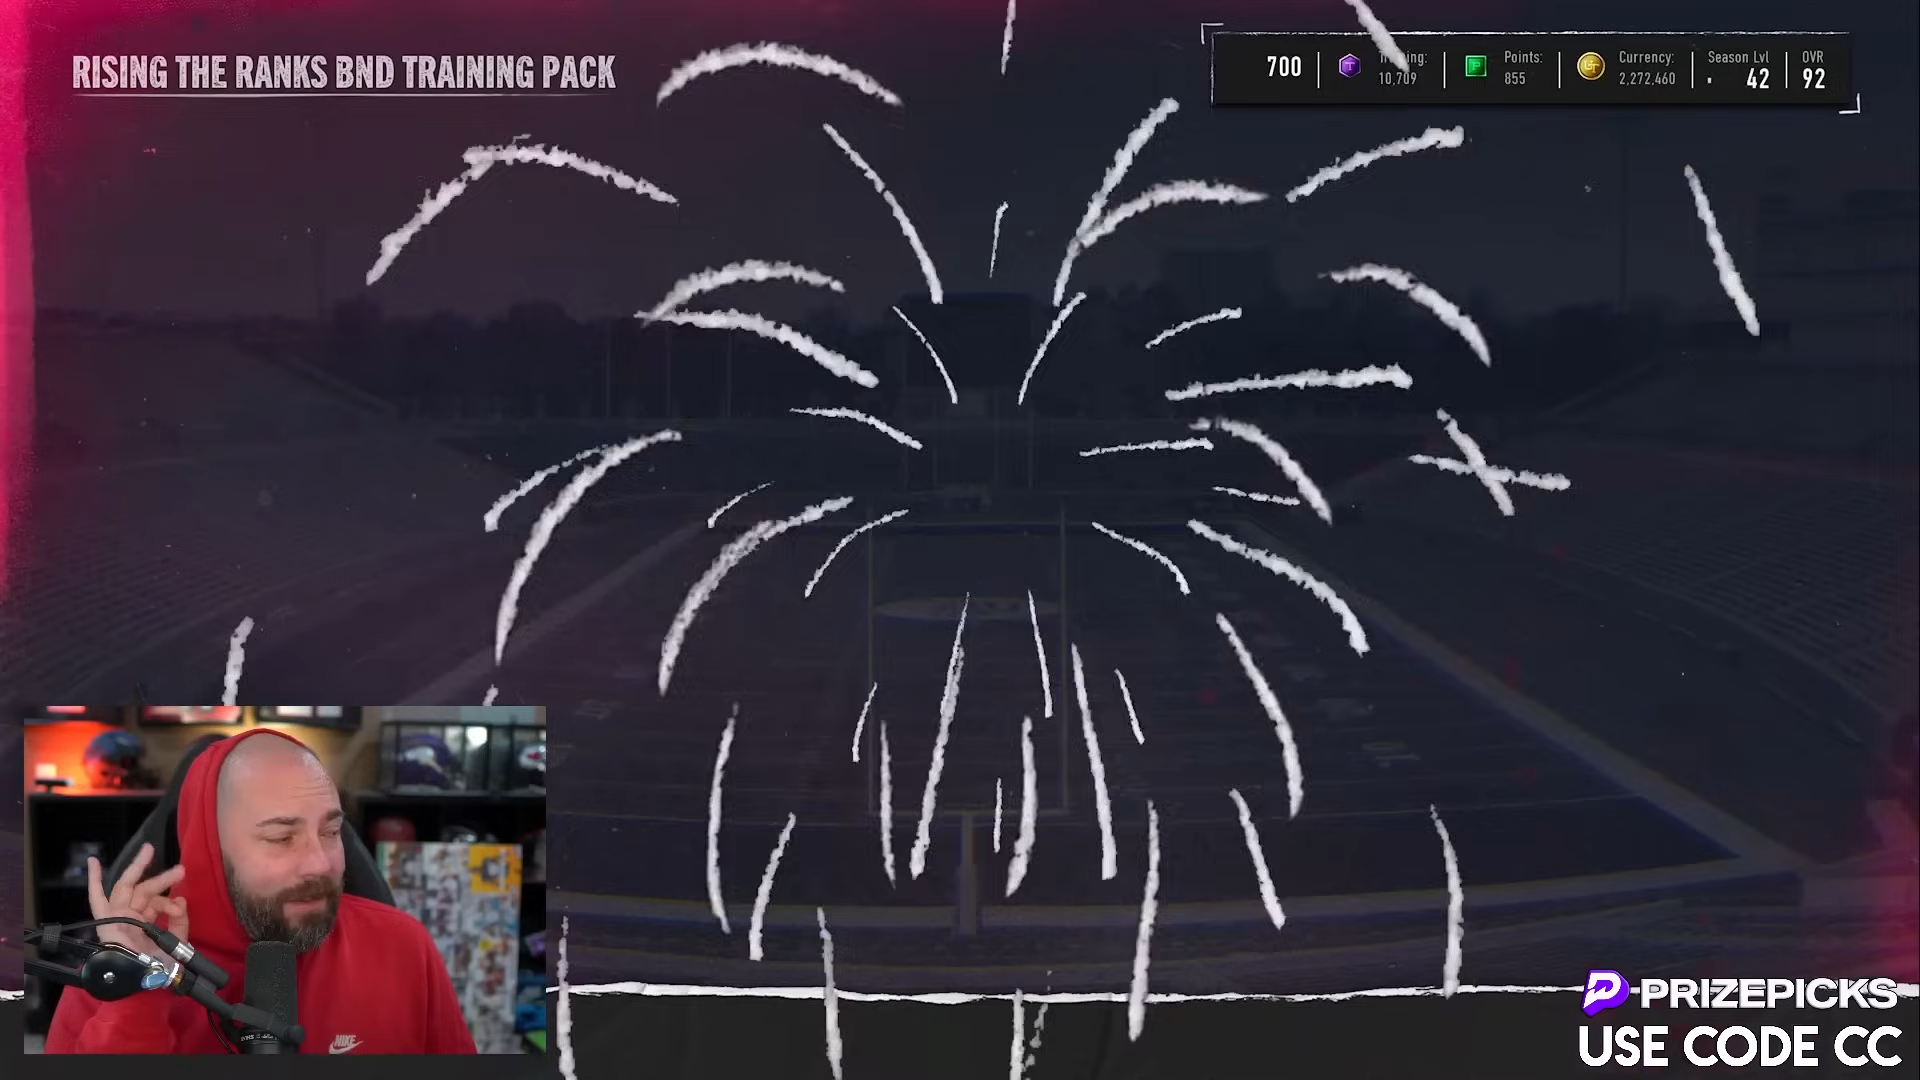 RISING THE RANKS BND TRAINING PACK
700
10,709
Points:
855
Currency:
2,272,460
Season Lvl
42
OVR
92
NIKE
PRIZEPICKS
USE CODE CC